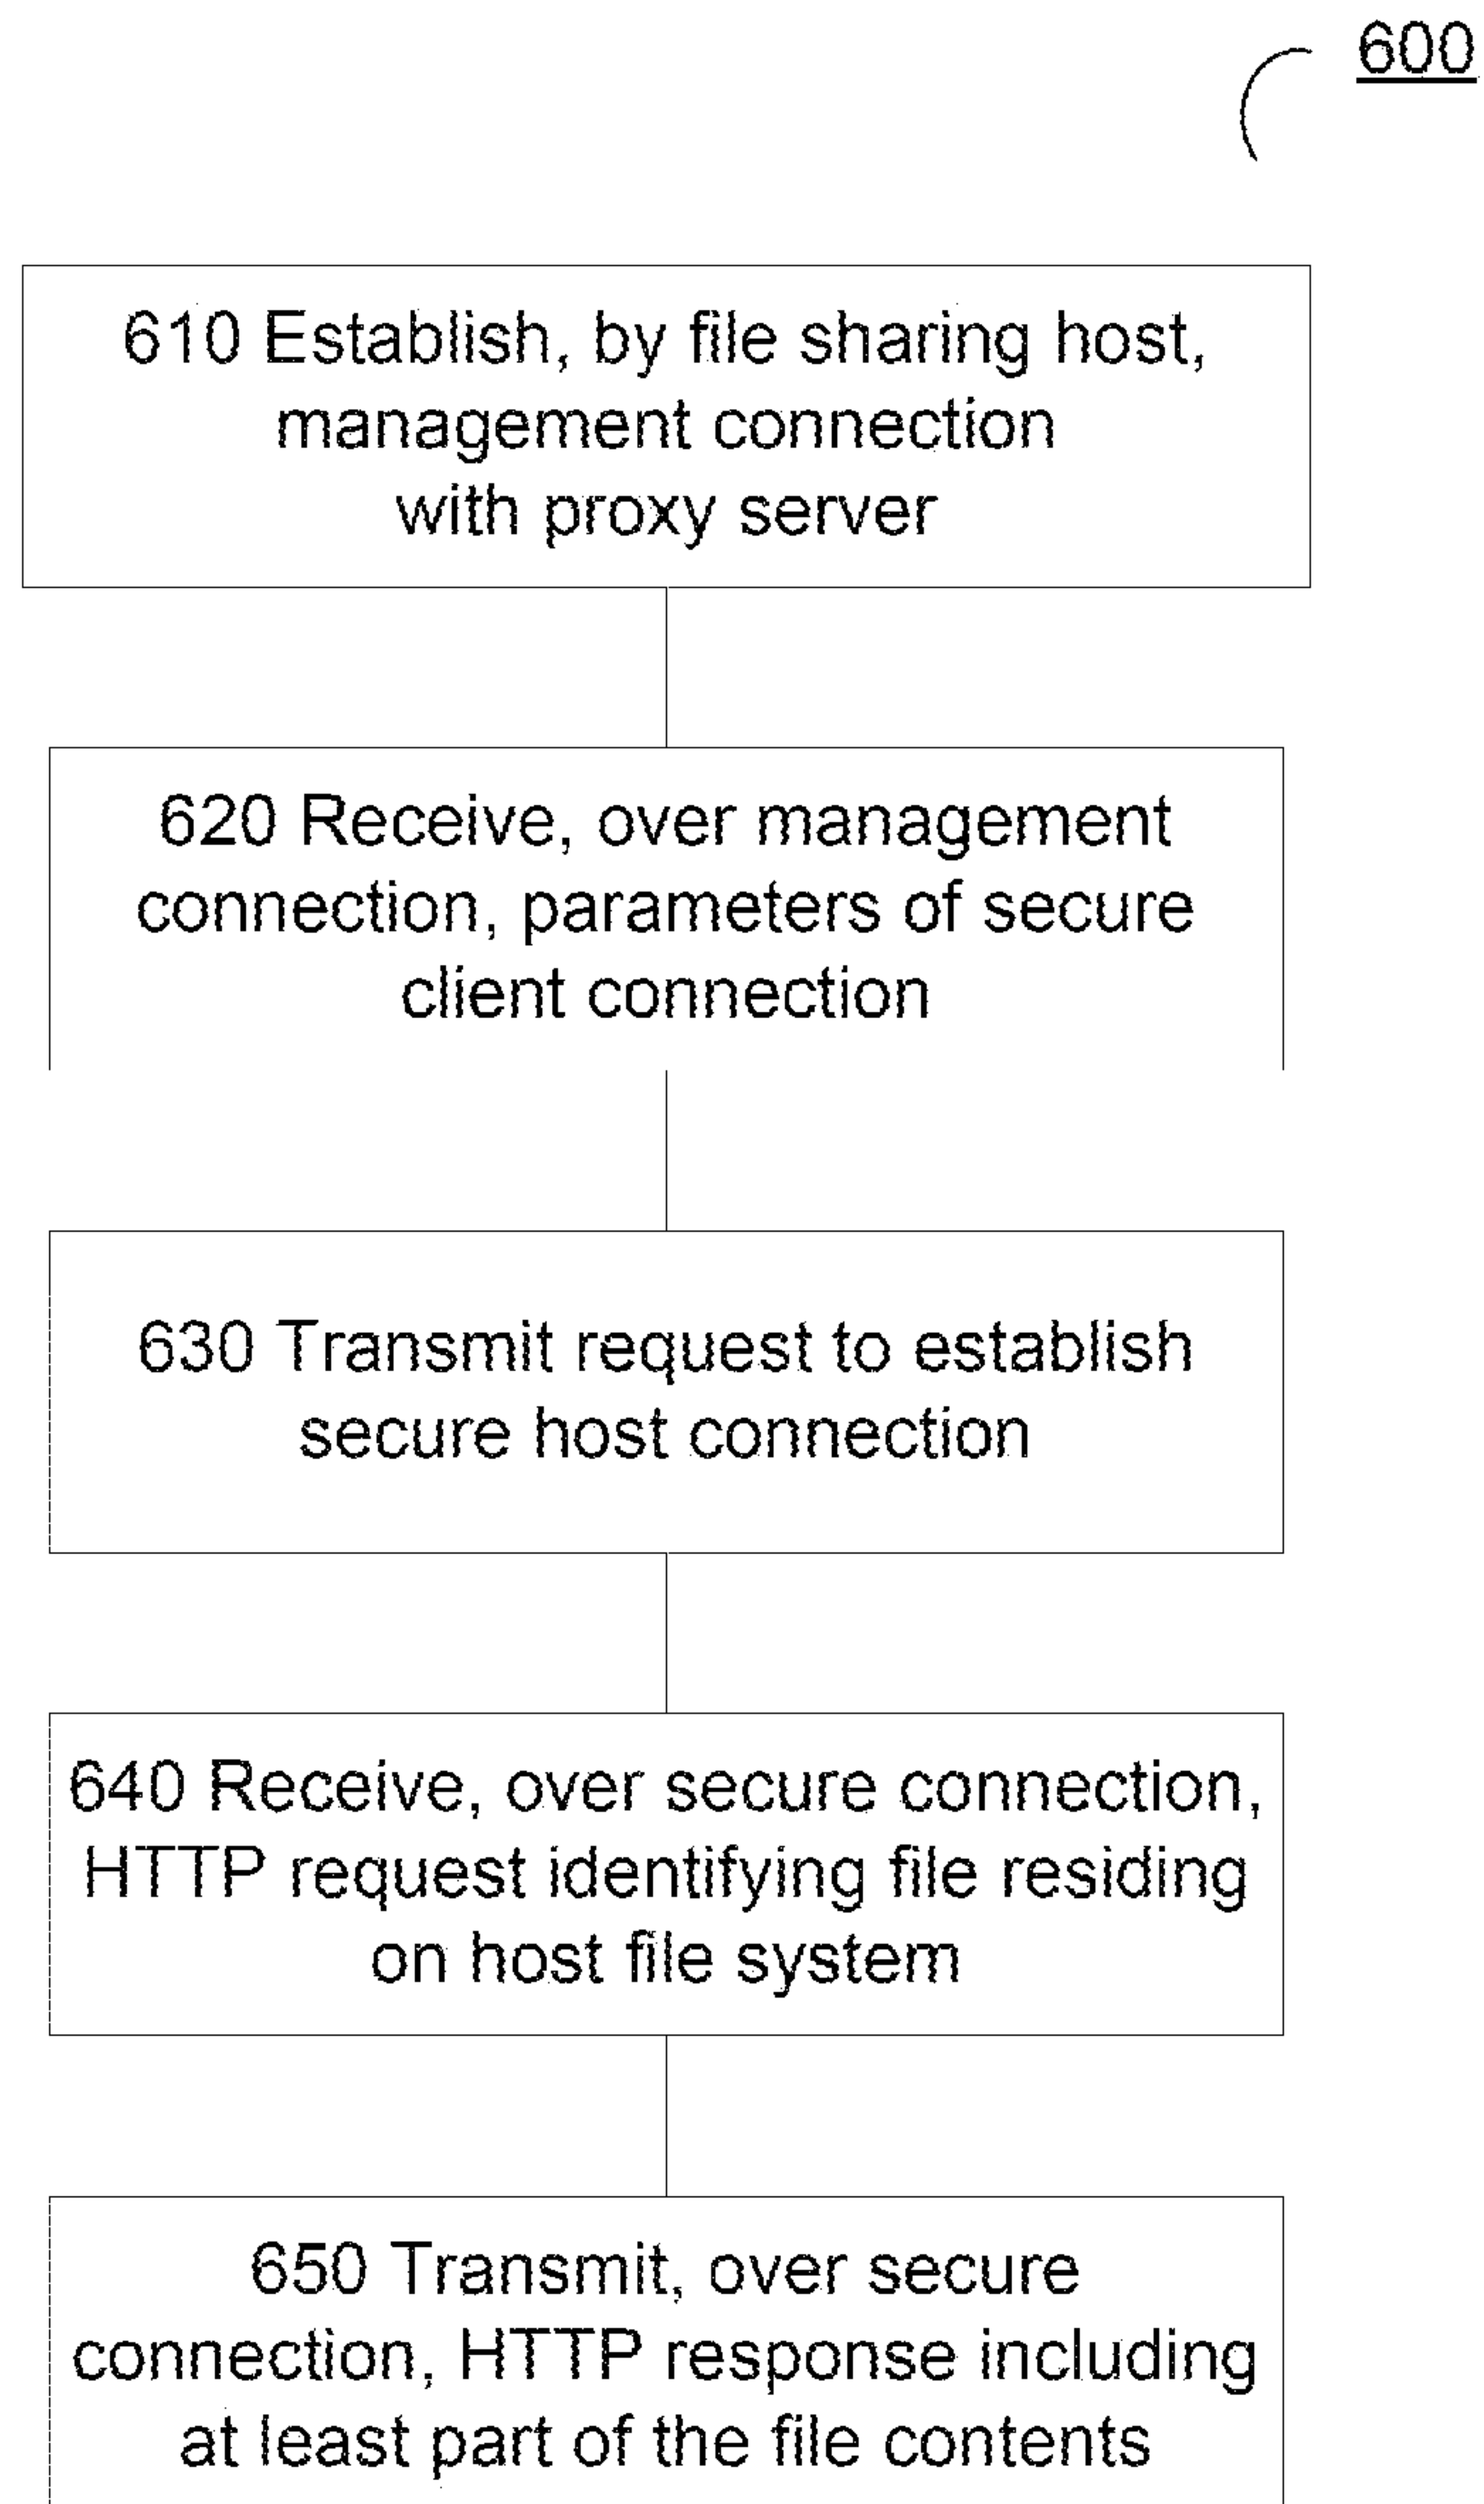 600
610 Establish, by file sharing host,
management connection
with proxy server
620 Receive, over management
connection, parameters of secure
client connection
630 Transmit request to establish
secure host connection
640 Receive, over secure connection,
HTTP request identifying file residing
on host file system
650 Transmit, over secure
connection, HTTP response including
at least part of the file contents